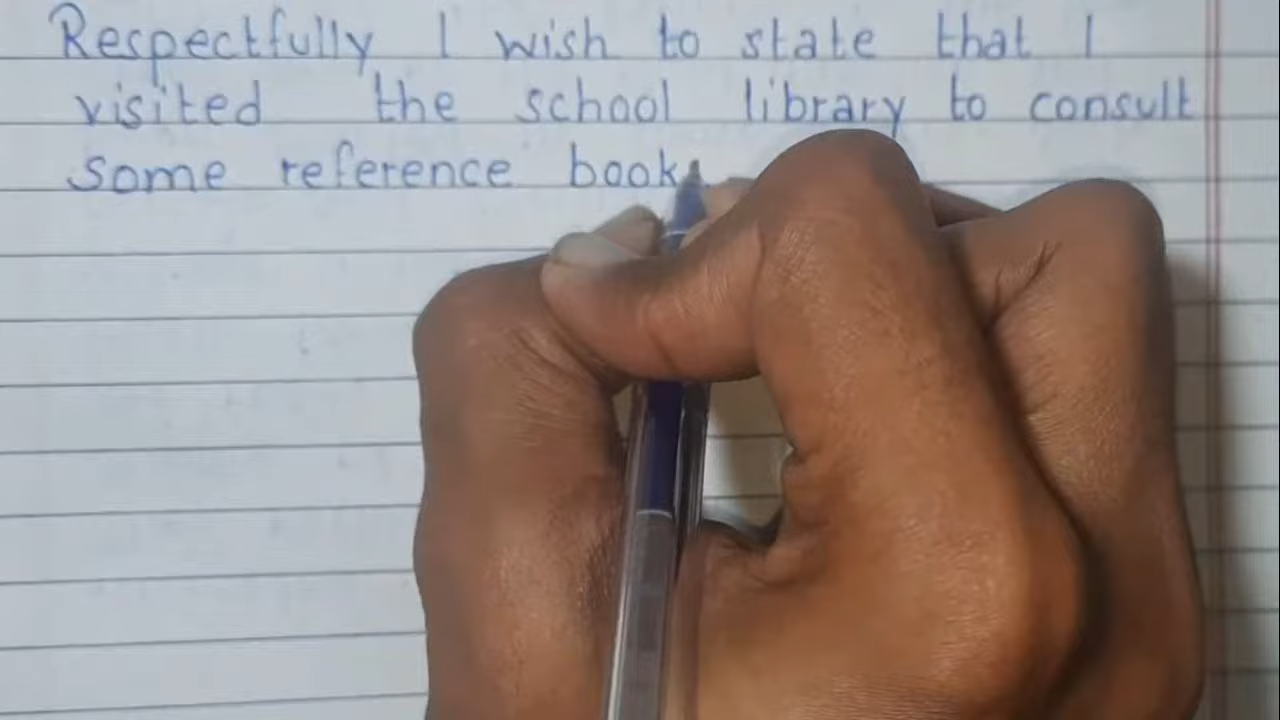 Respectfully I wish to state that I
visited the school library to consult
some reference book